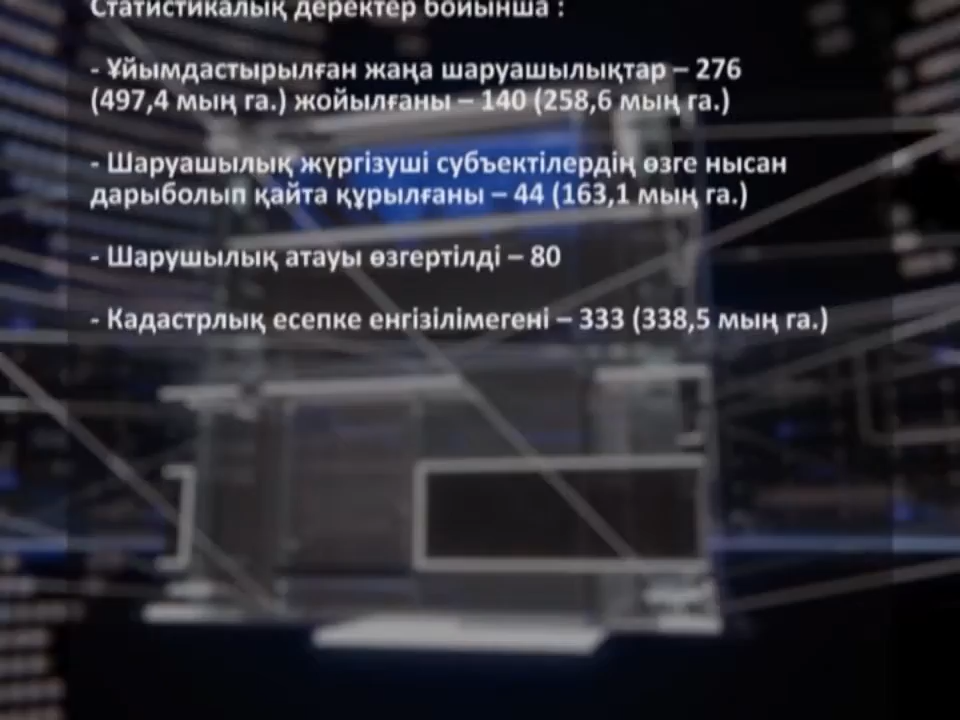 Статистикалық деректер бойынша :
- Ұйымдастырылған жаңа шаруашылықтар – 276
(497,4 мың га.) жойылғаны – 140 (258,6 мың га.)
- Шаруашылық жүргізуші субъектілердің өзге нысан
дарыболып қайта құрылғаны – 44 (163,1 мың га.)
- Шарушылық атауы өзгертілді – 80
- Кадастрлық есепке енгізілімегені – 333 (338,5 мың га.)